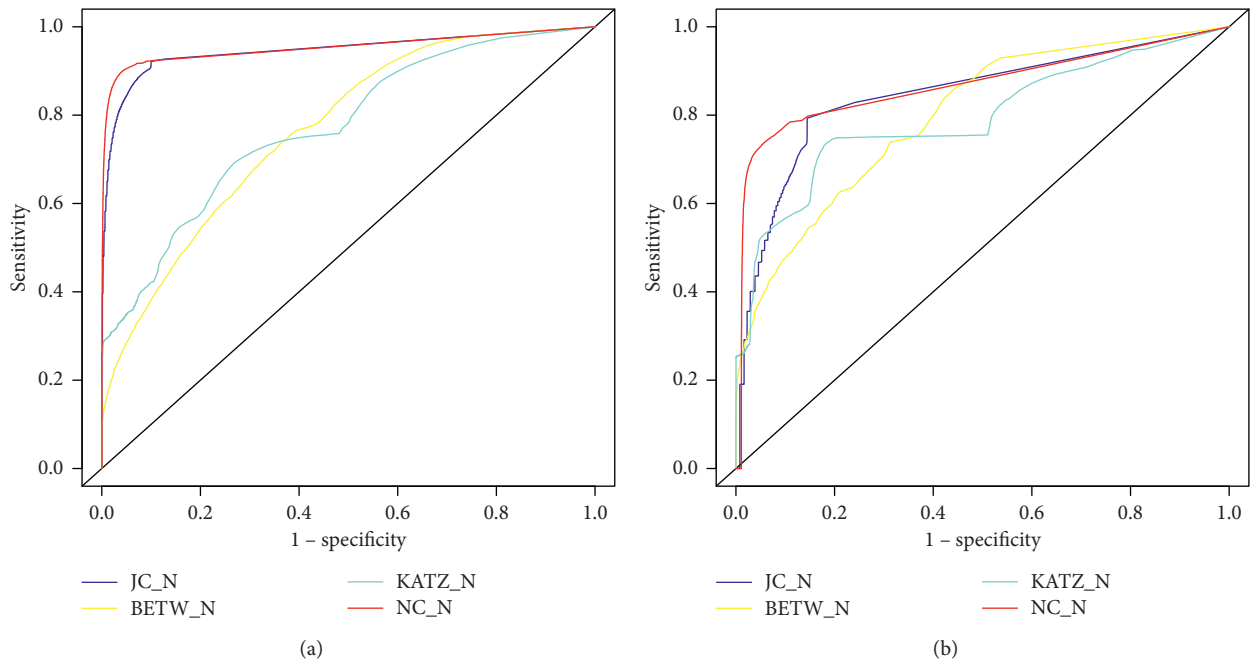 1.0
0.8
0.6
0.4
0.2
0.0
Sensitivity
0.0 0.2 0.4 0.6 0.8 1.0
1 – specificity
JC_N KATZ_N
BETW_N NC_N
(a)
1.0
0.8
0.6
0.4
0.2
0.0
Sensitivity
0.0 0.2 0.4 0.6 0.8 1.0
1 – specificity
JC_N KATZ_N
BETW_N NC_N
(b)